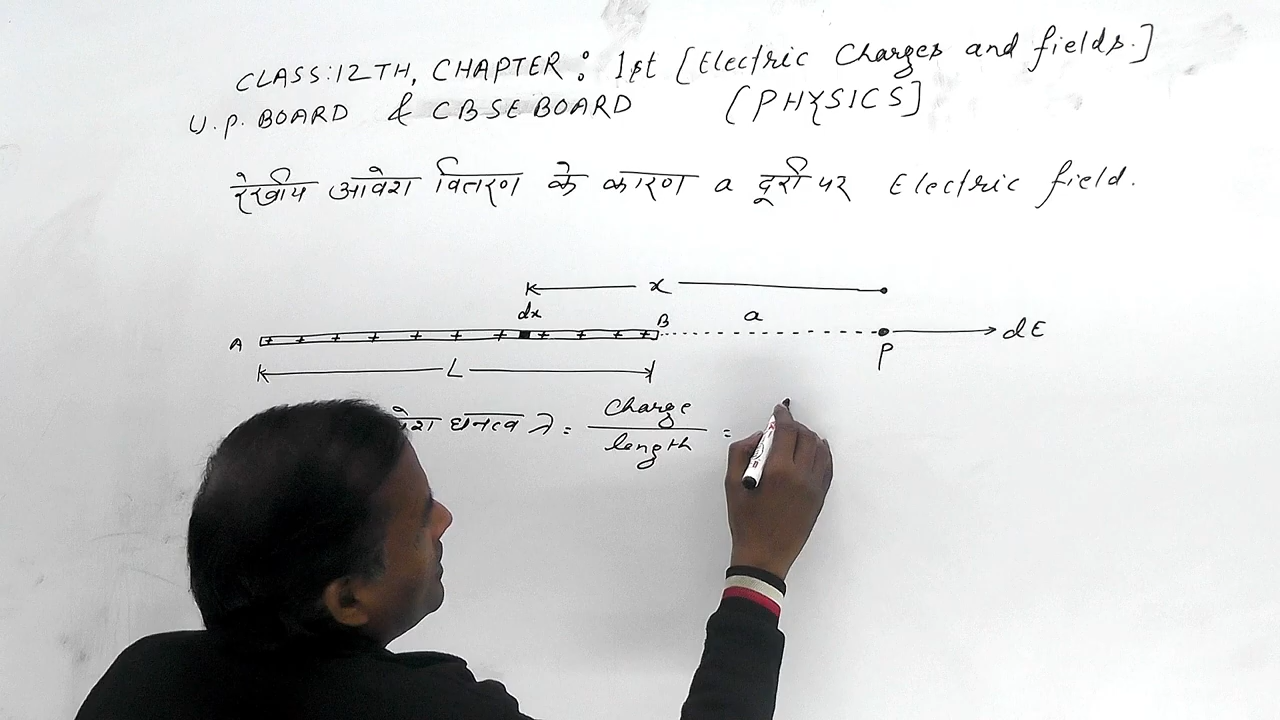 CLASS:12TH, CHAPTER: 1st [Electric Charges and fields.]
U.P. BOARD & CBSE BOARD [PHYSICS]
रेखीय आवेश वितरण के कारण a दूरी पर Electric field.
x
dx B a
A P dE
L
घनत्व λ = charge / length =